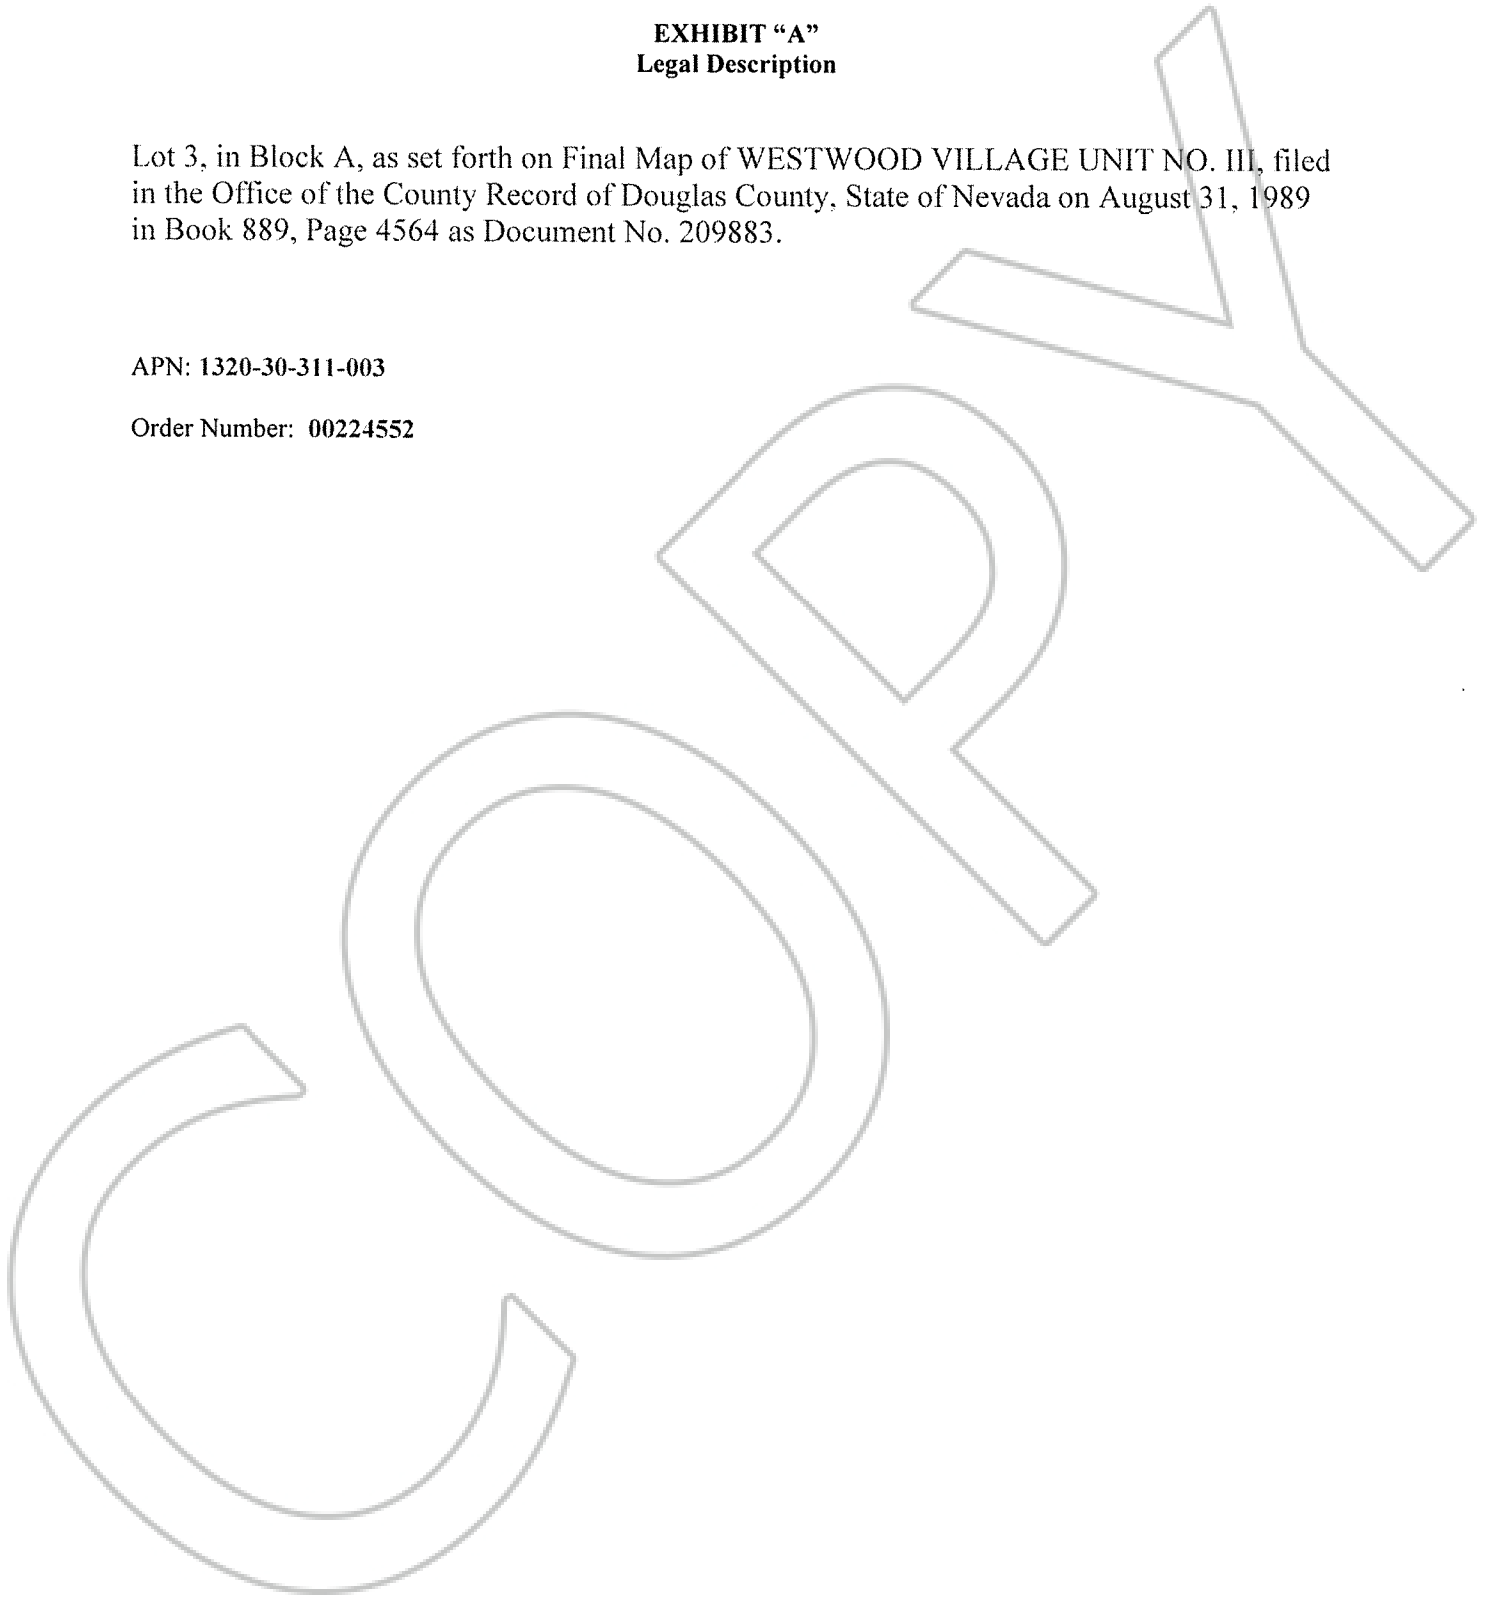 EXHIBIT “A”
Legal Description
Lot 3, in Block A, as set forth on Final Map of WESTWOOD VILLAGE UNIT NO. III, filed
in the Office of the County Record of Douglas County, State of Nevada on August 31, 1989
in Book 889, Page 4564 as Document No. 209883.
APN: 1320-30-311-003
Order Number: 00224552
COPY